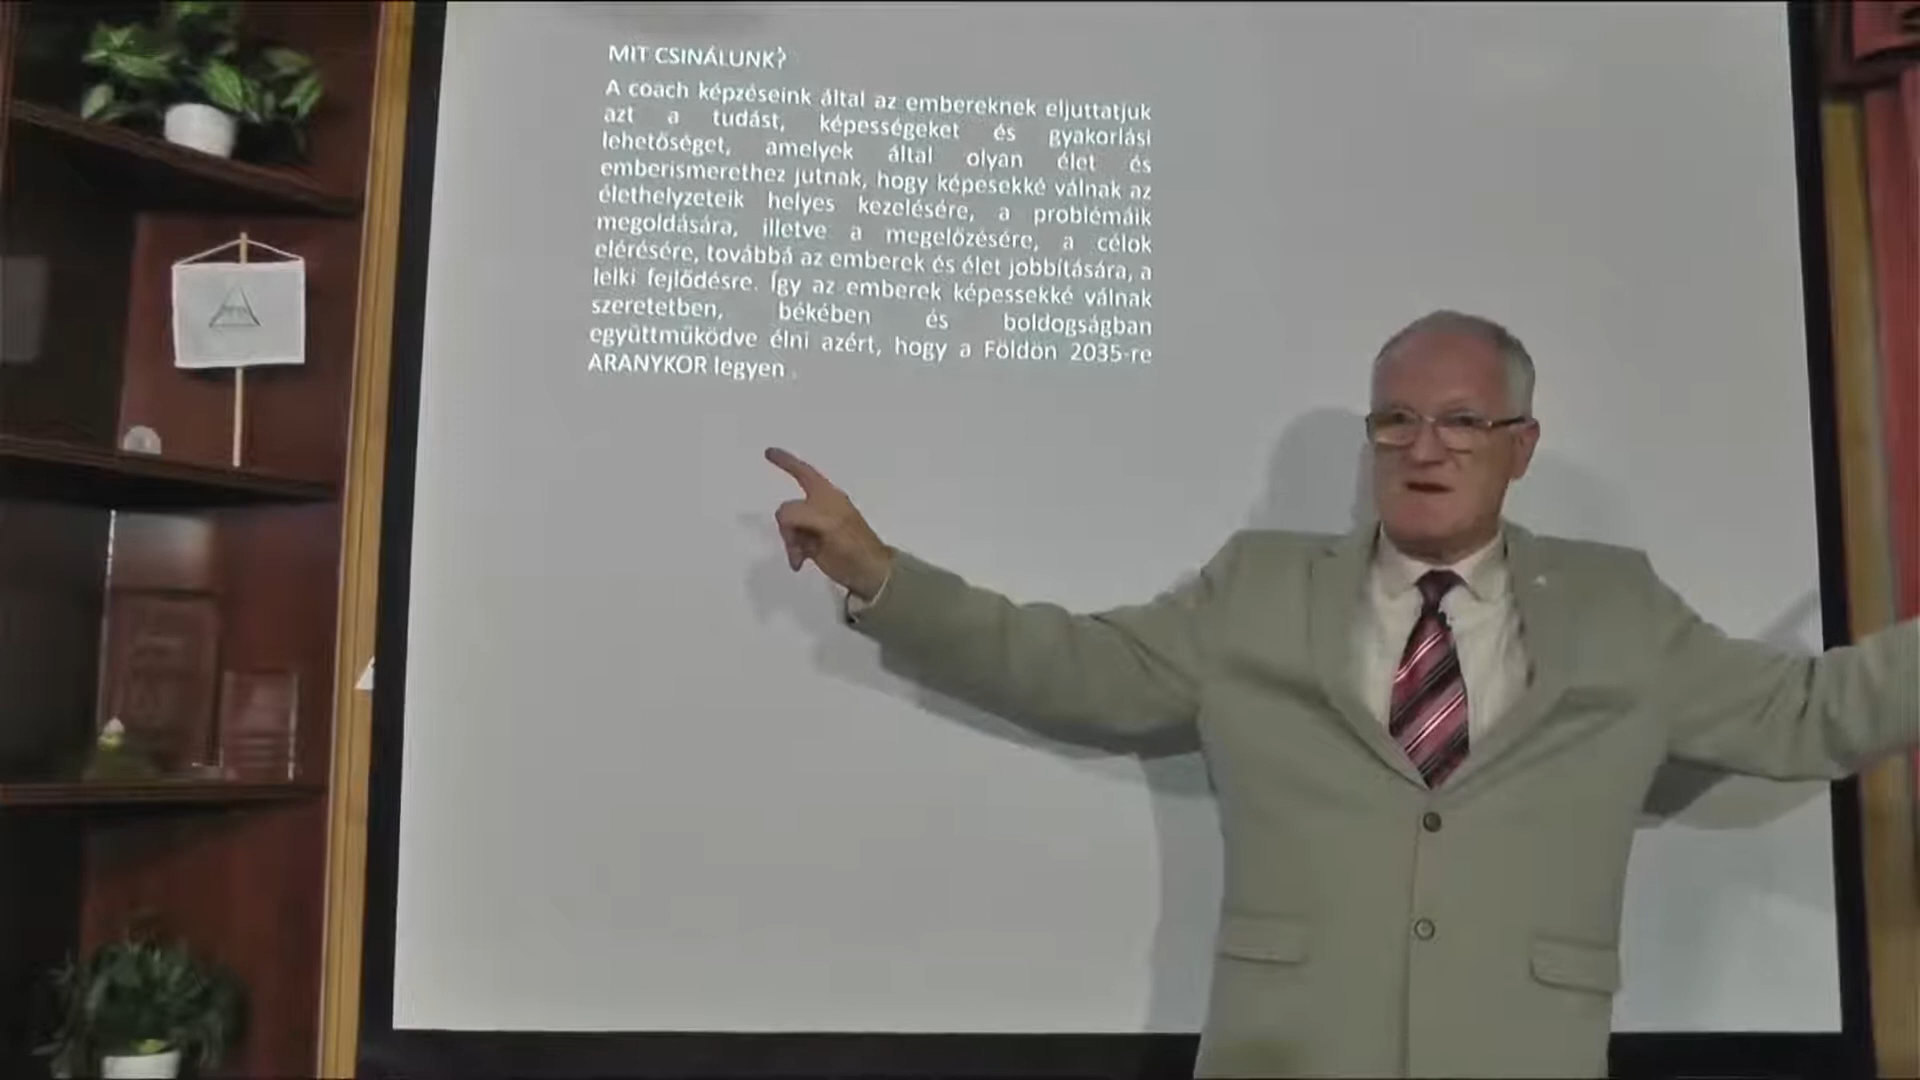 MIT CSINÁLUNK?
A coach képzéseink által az embereknek eljuttatjuk
azt a tudást, képességeket és gyakorlási
lehetőséget, amelyek által olyan élet és
emberismerethez jutnak, hogy képesekké válnak az
élethelyzeteik helyes kezelésére, a problémáik
megoldására, illetve a megelőzésére, a célok
elérésére, továbbá az emberek és élet jobbítására, a
lelki fejlődésre. Így az emberek képessekké válnak
szeretetben, békében és boldogságban
együttműködve élni azért, hogy a Földön 2035-re
ARANYKOR legyen